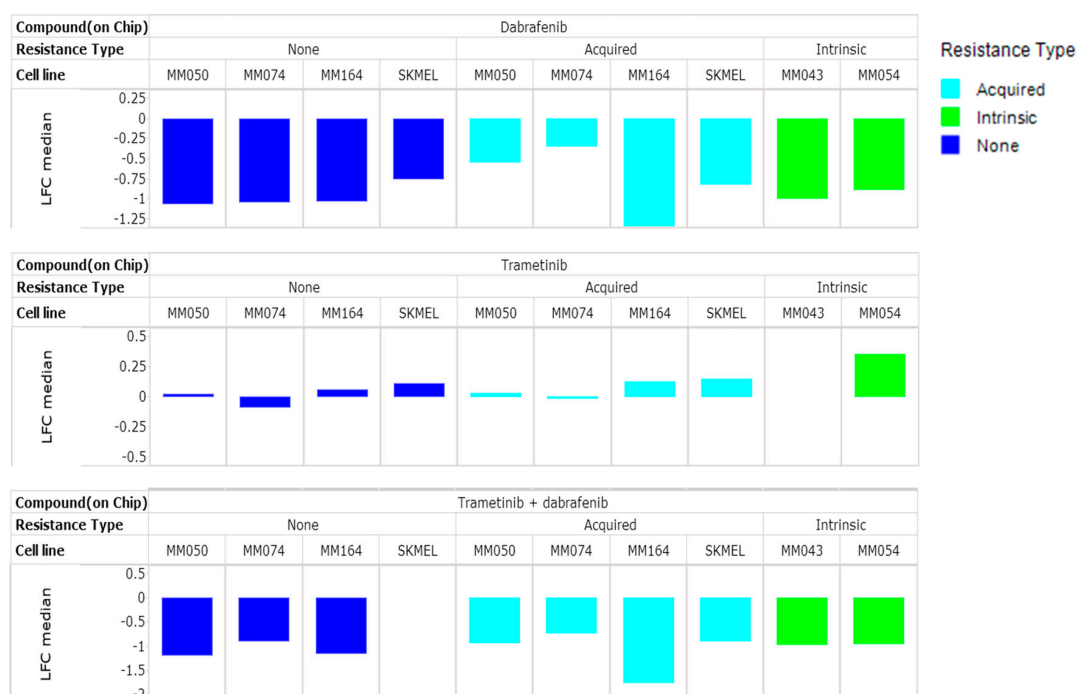 Compound(on Chip) Dabrafenib
Resistance Type None Acquired Intrinsic
Cell line MM050 MM074 MM164 SKMEL MM050 MM074 MM164 SKMEL MM043 MM054
LFC median
0.25
0
-0.25
-0.5
-0.75
-1
-1.25
Resistance Type
Acquired
Intrinsic
None
Compound(on Chip) Trametinib
Resistance Type None Acquired Intrinsic
Cell line MM050 MM074 MM164 SKMEL MM050 MM074 MM164 SKMEL MM043 MM054
LFC median
0.5
0.25
0
-0.25
-0.5
Compound(on Chip) Trametinib + dabrafenib
Resistance Type None Acquired Intrinsic
Cell line MM050 MM074 MM164 SKMEL MM050 MM074 MM164 SKMEL MM043 MM054
LFC median
0.5
0
-0.5
-1
-1.5
-2